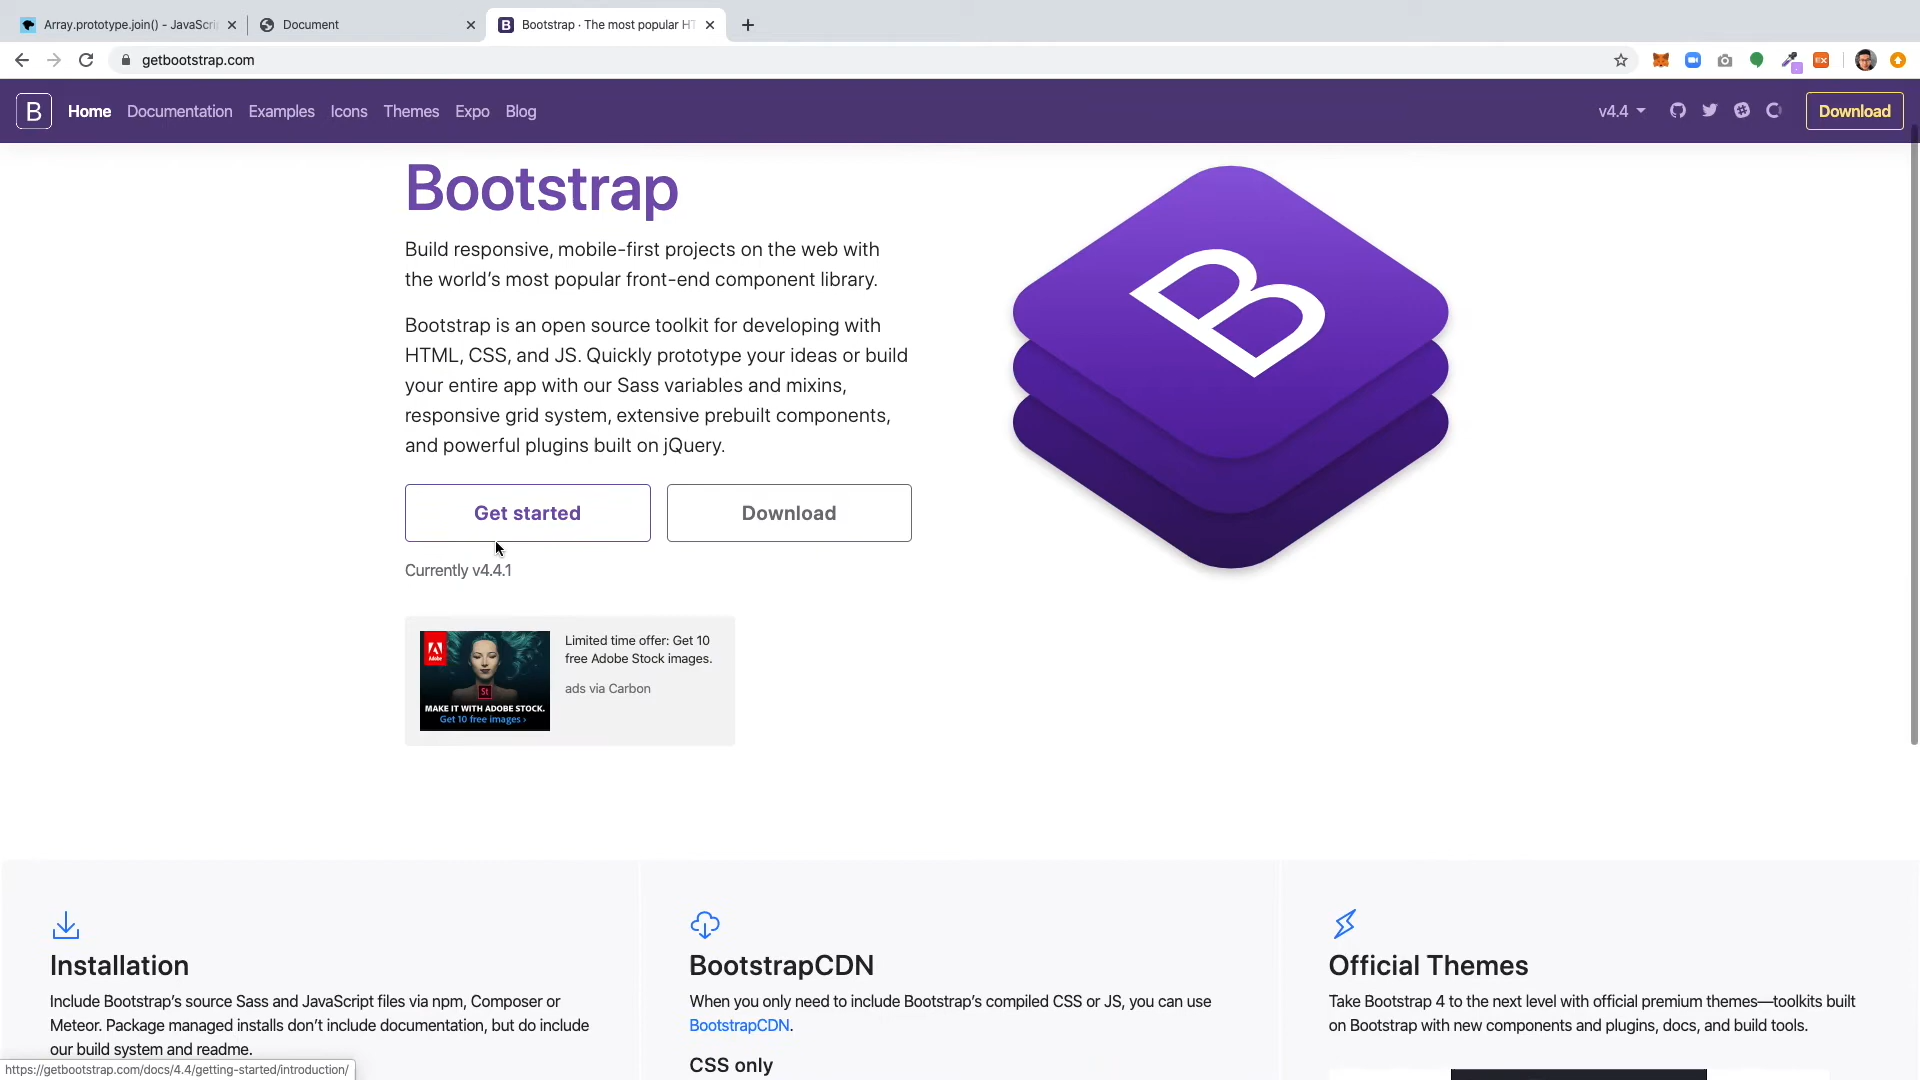 Array.prototype.join() - JavaScri
Document
Bootstrap · The most popular HT
getbootstrap.com
B
Home
Documentation
Examples
Icons
Themes
Expo
Blog
v4.4
Download
Bootstrap
Build responsive, mobile-first projects on the web with
the world’s most popular front-end component library.
Bootstrap is an open source toolkit for developing with
HTML, CSS, and JS. Quickly prototype your ideas or build
your entire app with our Sass variables and mixins,
responsive grid system, extensive prebuilt components,
and powerful plugins built on jQuery.
B
Get started
Download
Currently v4.4.1
Adobe
St
MAKE IT WITH ADOBE STOCK.
Get 10 free images ›
Limited time offer: Get 10
free Adobe Stock images.
ads via Carbon
Installation
Include Bootstrap’s source Sass and JavaScript files via npm, Composer or
Meteor. Package managed installs don’t include documentation, but do include
our build system and readme.
BootstrapCDN
When you only need to include Bootstrap’s compiled CSS or JS, you can use
BootstrapCDN.
CSS only
Official Themes
Take Bootstrap 4 to the next level with official premium themes—toolkits built
on Bootstrap with new components and plugins, docs, and build tools.
https://getbootstrap.com/docs/4.4/getting-started/introduction/